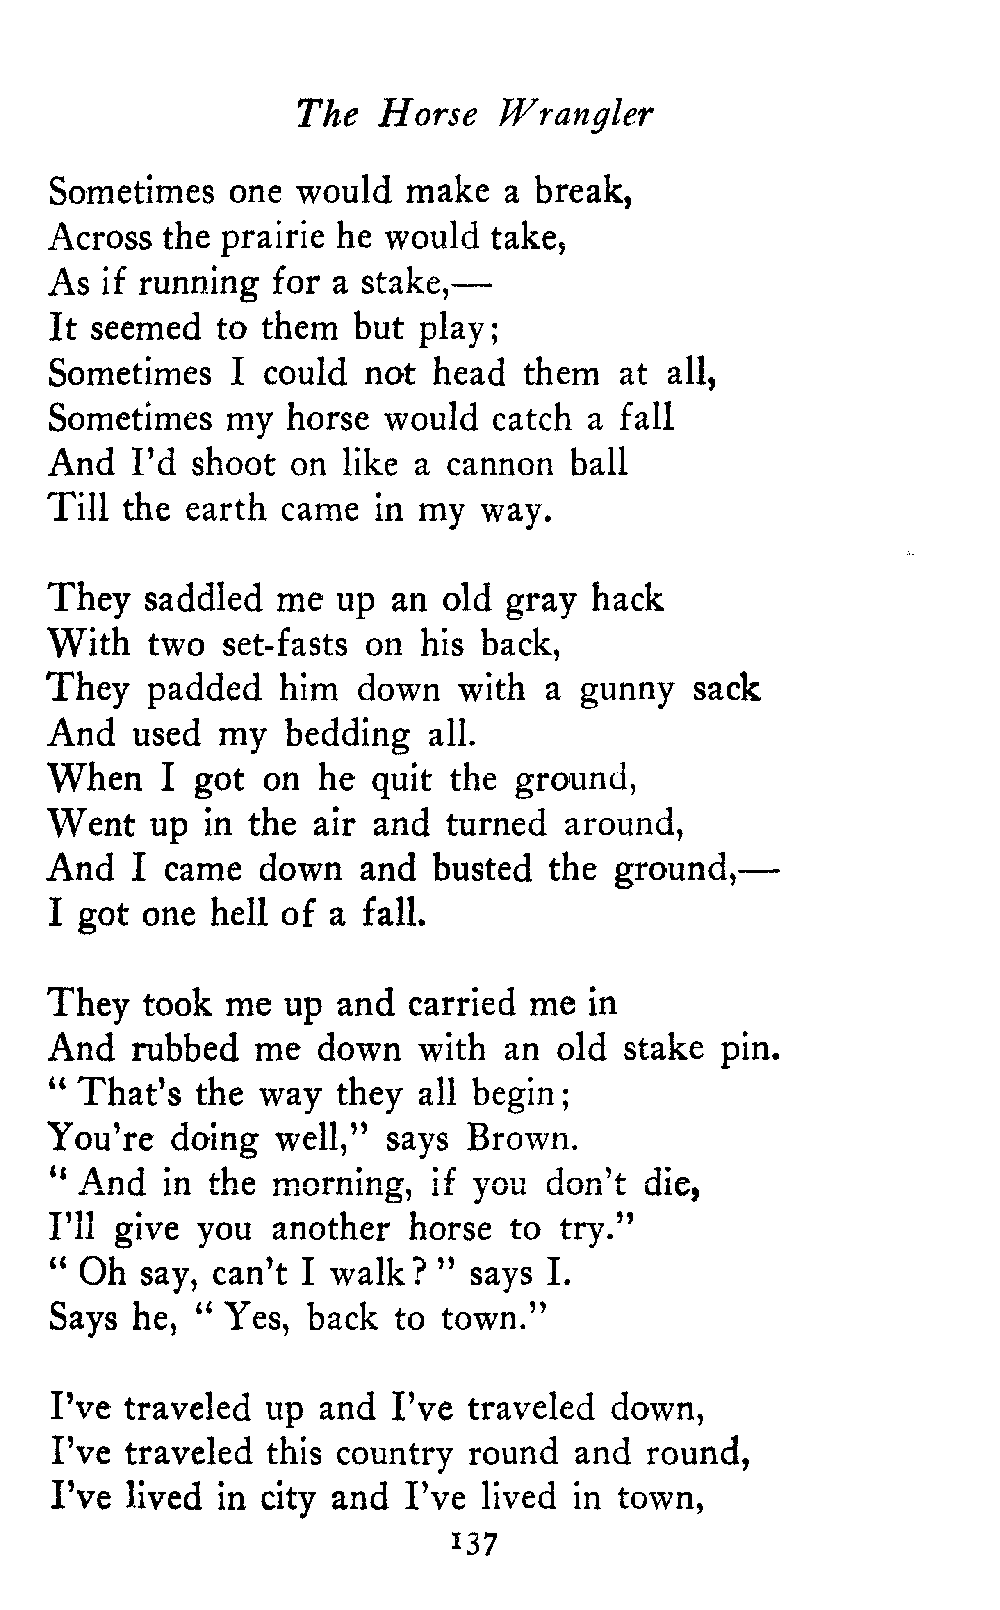 The Horse Wrangler
Sometimes one would make a break,
Across the prairie he would take,
As if running for a stake,—
It seemed to them but play;
Sometimes I could not head them at all,
Sometimes my horse would catch a fall
And I'd shoot on like a cannon ball
Till the earth came in my way.
They saddled me up an old gray hack
With two set-fasts on his back,
They padded him down with a gunny sack
And used my bedding all.
When I got on he quit the ground,
Went up in the air and turned around,
And I came down and busted the ground,—
I got one hell of a fall.
They took me up and carried me in
And rubbed me down with an old stake pin.
" That's the way they all begin;
You're doing well," says Brown.
" And in the morning, if you don't die,
I'll give you another horse to try."
" Oh say, can't I walk? " says I.
Says he, " Yes, back to town."
I've traveled up and I've traveled down,
I've traveled this country round and round,
I've lived in city and I've lived in town,
137